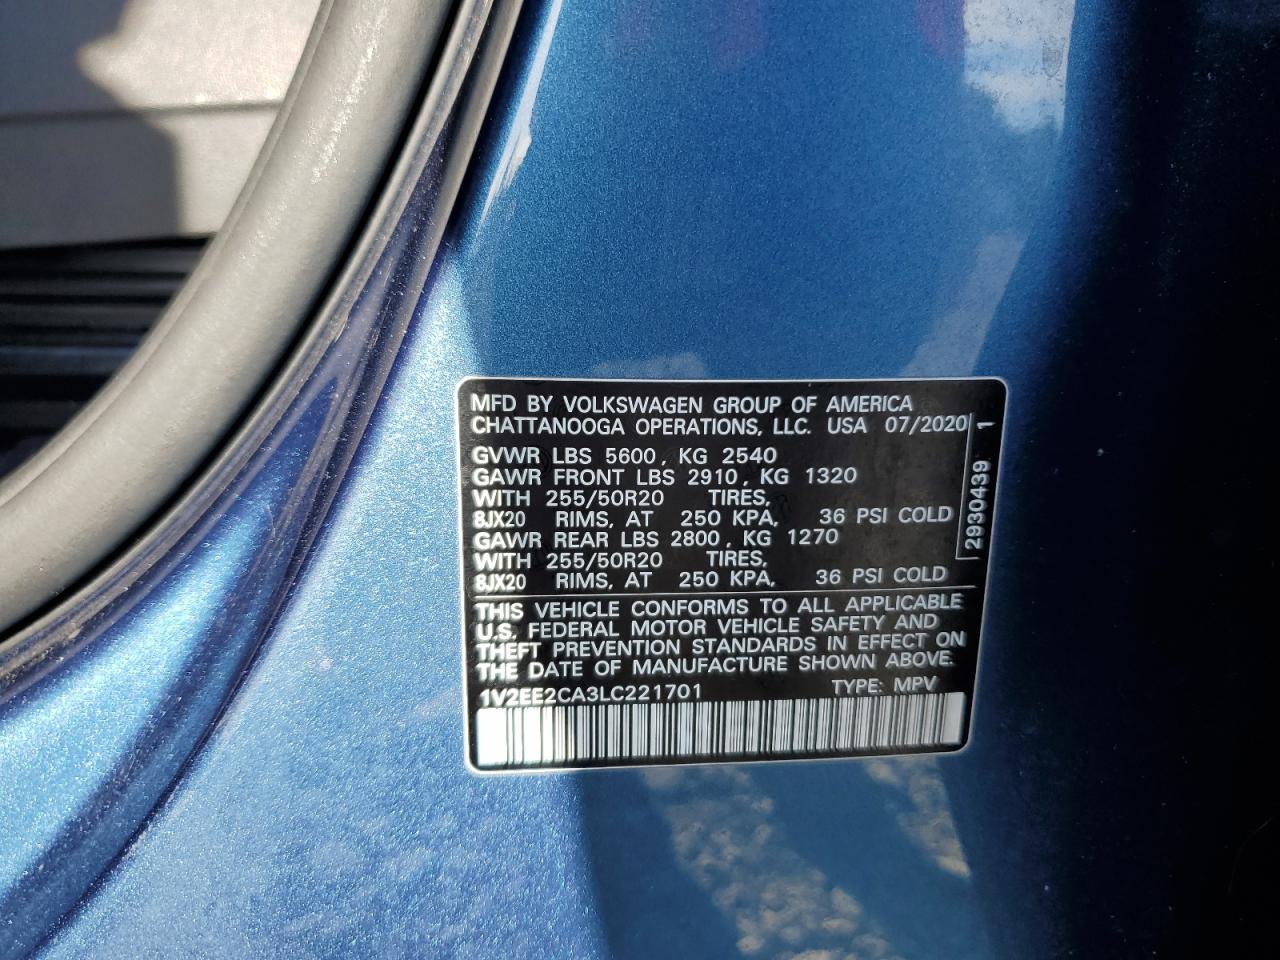 MFD BY VOLKSWAGEN GROUP OF AMERICA
CHATTANOOGA OPERATIONS, LLC. USA 07/2020
GVWR LBS 5600, KG 2540
GAWR FRONT LBS 2910, KG 1320
WITH 255/50R20 TIRES,
8JX20 RIMS, AT 250 KPA, 36 PSI COLD
GAWR REAR LBS 2800, KG 1270
WITH 255/50R20 TIRES,
8JX20 RIMS, AT 250 KPA, 36 PSI COLD
2930439 1
THIS VEHICLE CONFORMS TO ALL APPLICABLE
U.S. FEDERAL MOTOR VEHICLE SAFETY AND
THEFT PREVENTION STANDARDS IN EFFECT ON
THE DATE OF MANUFACTURE SHOWN ABOVE.
1V2EE2CA3LC221701 TYPE: MPV